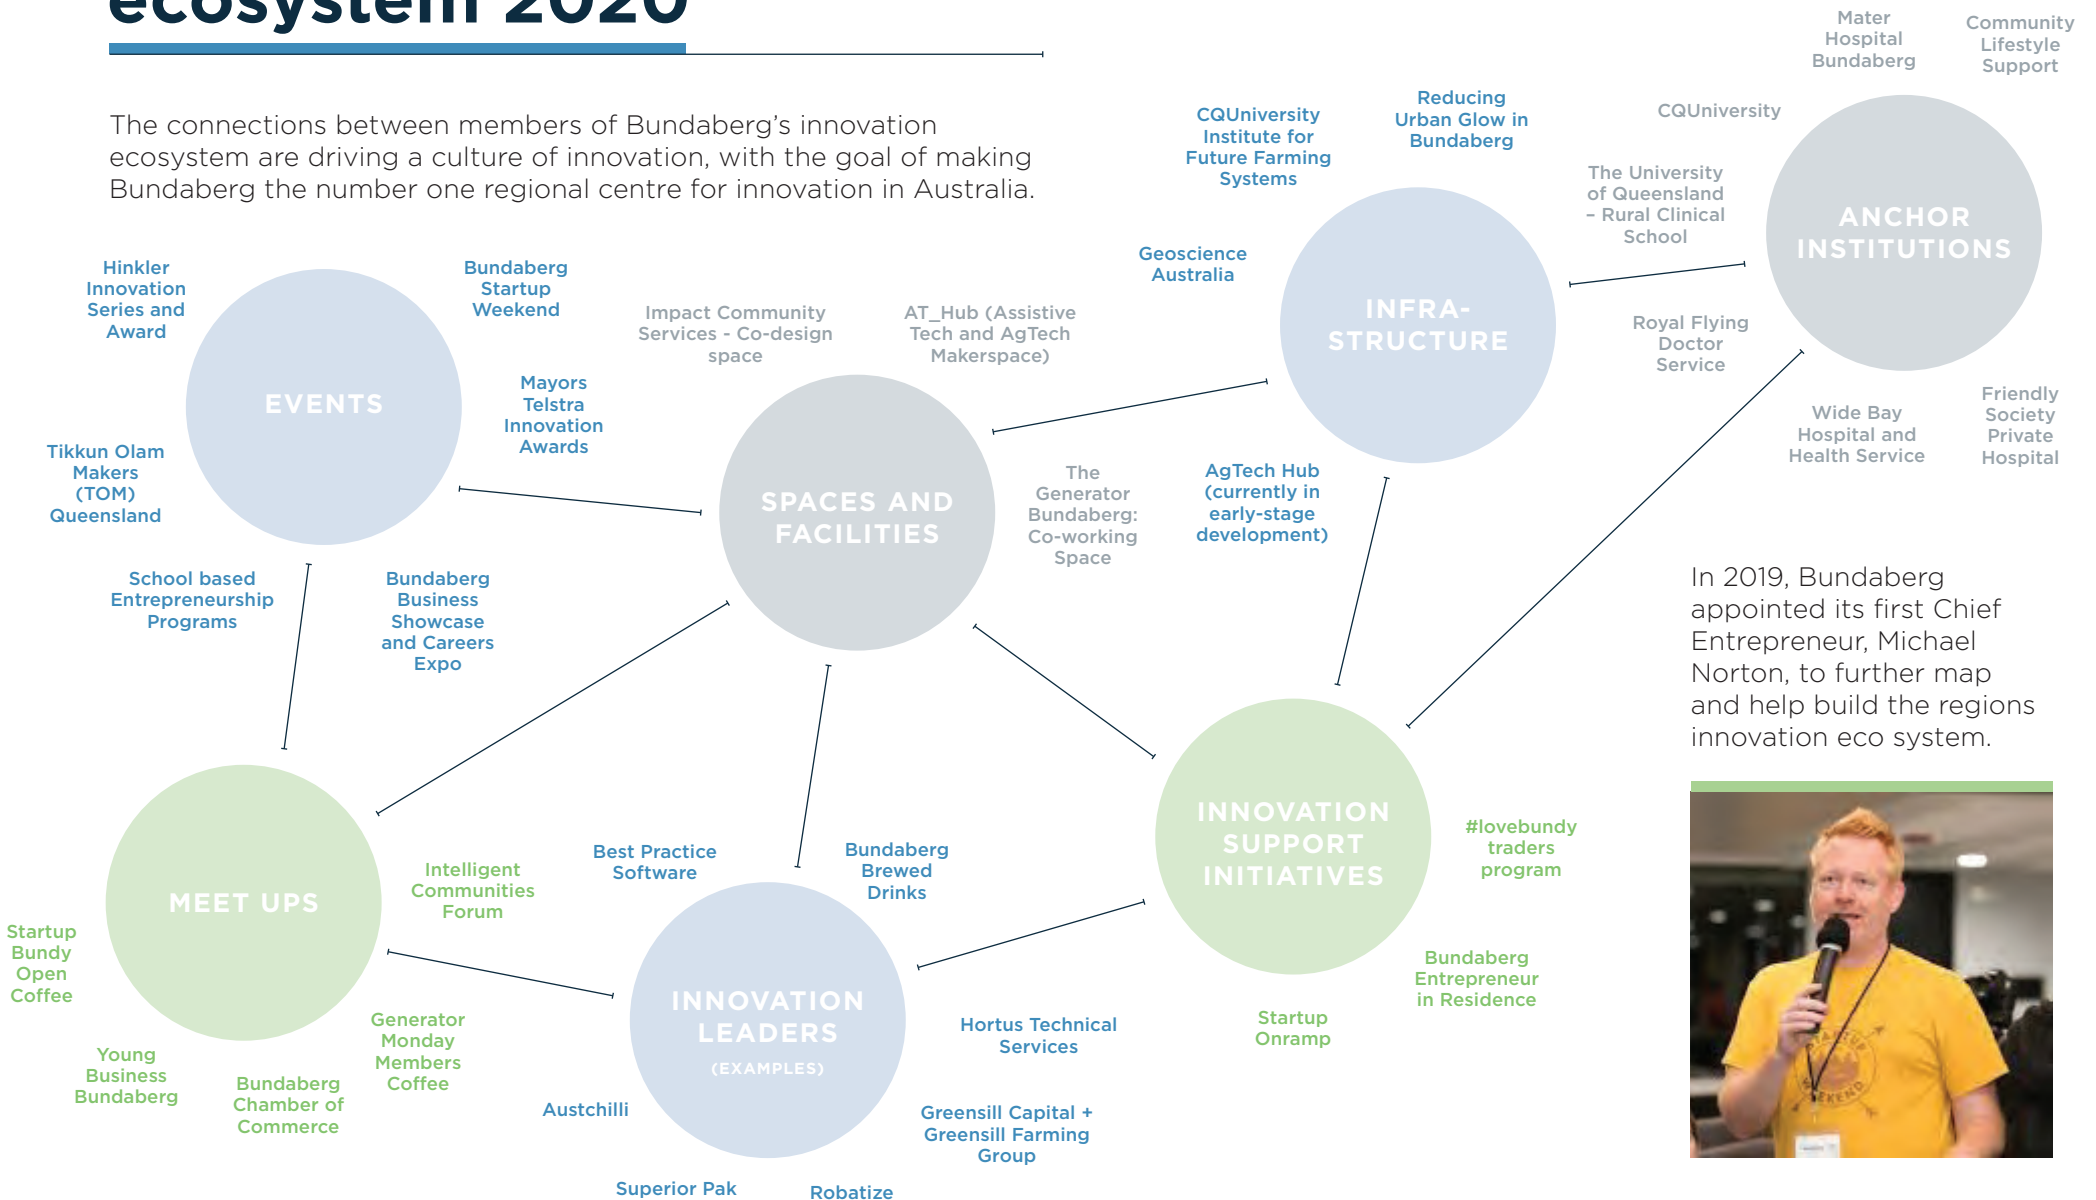 ecosystem 2020
The connections between members of Bundaberg's innovation
ecosystem are driving a culture of innovation, with the goal of making
Bundaberg the number one regional centre for innovation in Australia.
EVENTS
Hinkler
Innovation
Series and
Award
Bundaberg
Startup
Weekend
Mayors
Telstra
Innovation
Awards
Tikkun Olam
Makers
(TOM)
Queensland
School based
Entrepreneurship
Programs
Bundaberg
Business
Showcase
and Careers
Expo
SPACES AND
FACILITIES
Impact Community
Services - Co-design
space
AT_Hub (Assistive
Tech and AgTech
Makerspace)
The
Generator
Bundaberg:
Co-working
Space
INFRA-
STRUCTURE
CQUniversity
Institute for
Future Farming
Systems
Reducing
Urban Glow in
Bundaberg
Geoscience
Australia
AgTech Hub
(currently in
early-stage
development)
ANCHOR
INSTITUTIONS
Mater
Hospital
Bundaberg
Community
Lifestyle
Support
CQUniversity
The University
of Queensland
– Rural Clinical
School
Royal Flying
Doctor
Service
Wide Bay
Hospital and
Health Service
Friendly
Society
Private
Hospital
MEET UPS
Intelligent
Communities
Forum
Startup
Bundy
Open
Coffee
Generator
Monday
Members
Coffee
Young
Business
Bundaberg
Bundaberg
Chamber of
Commerce
INNOVATION
LEADERS
(EXAMPLES)
Best Practice
Software
Bundaberg
Brewed
Drinks
Hortus Technical
Services
Austchilli
Greensill Capital +
Greensill Farming
Group
Superior Pak
Robatize
INNOVATION
SUPPORT
INITIATIVES
#lovebundy
traders
program
Bundaberg
Entrepreneur
in Residence
Startup
Onramp
In 2019, Bundaberg
appointed its first Chief
Entrepreneur, Michael
Norton, to further map
and help build the regions
innovation eco system.